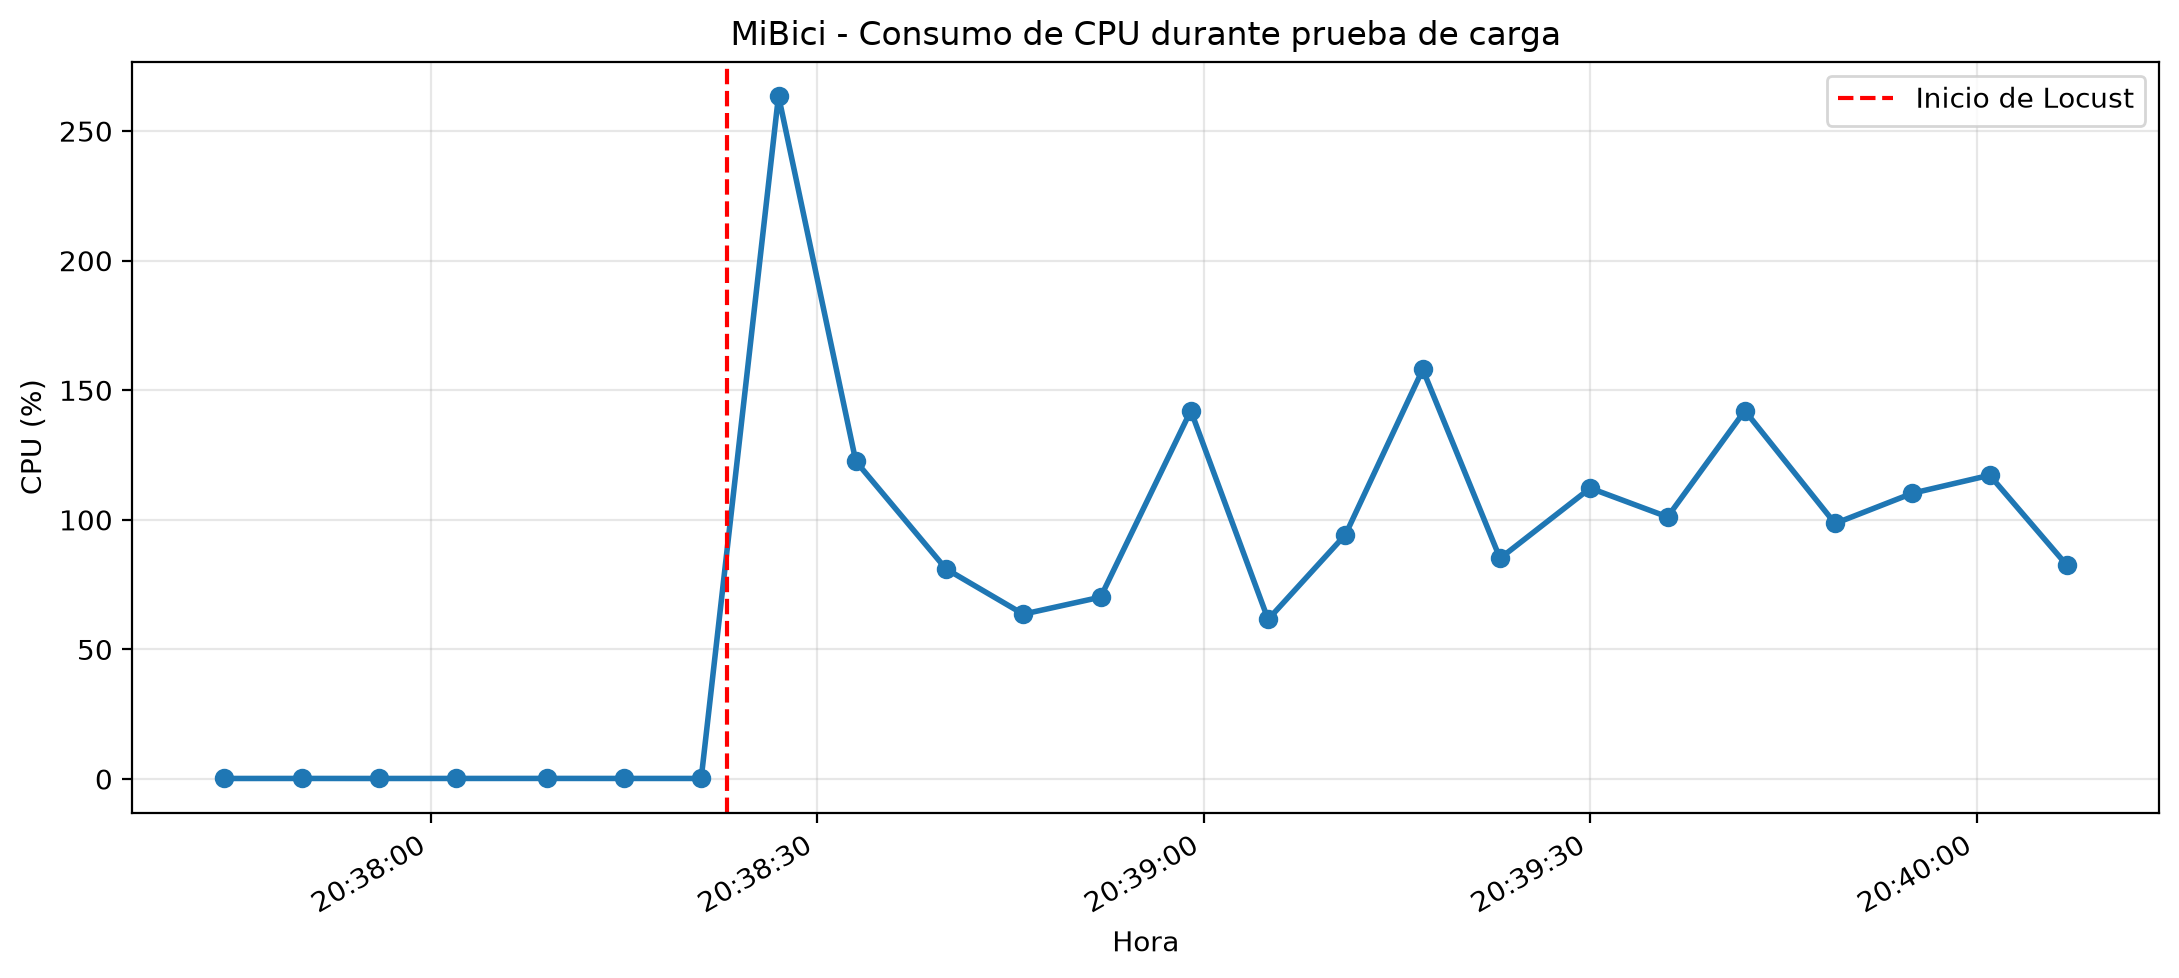 MiBici - Consumo de CPU durante prueba de carga
Inicio de Locust
CPU (%)
250
200
150
100
50
0
20:38:00
20:38:30
20:39:00
20:39:30
20:40:00
Hora